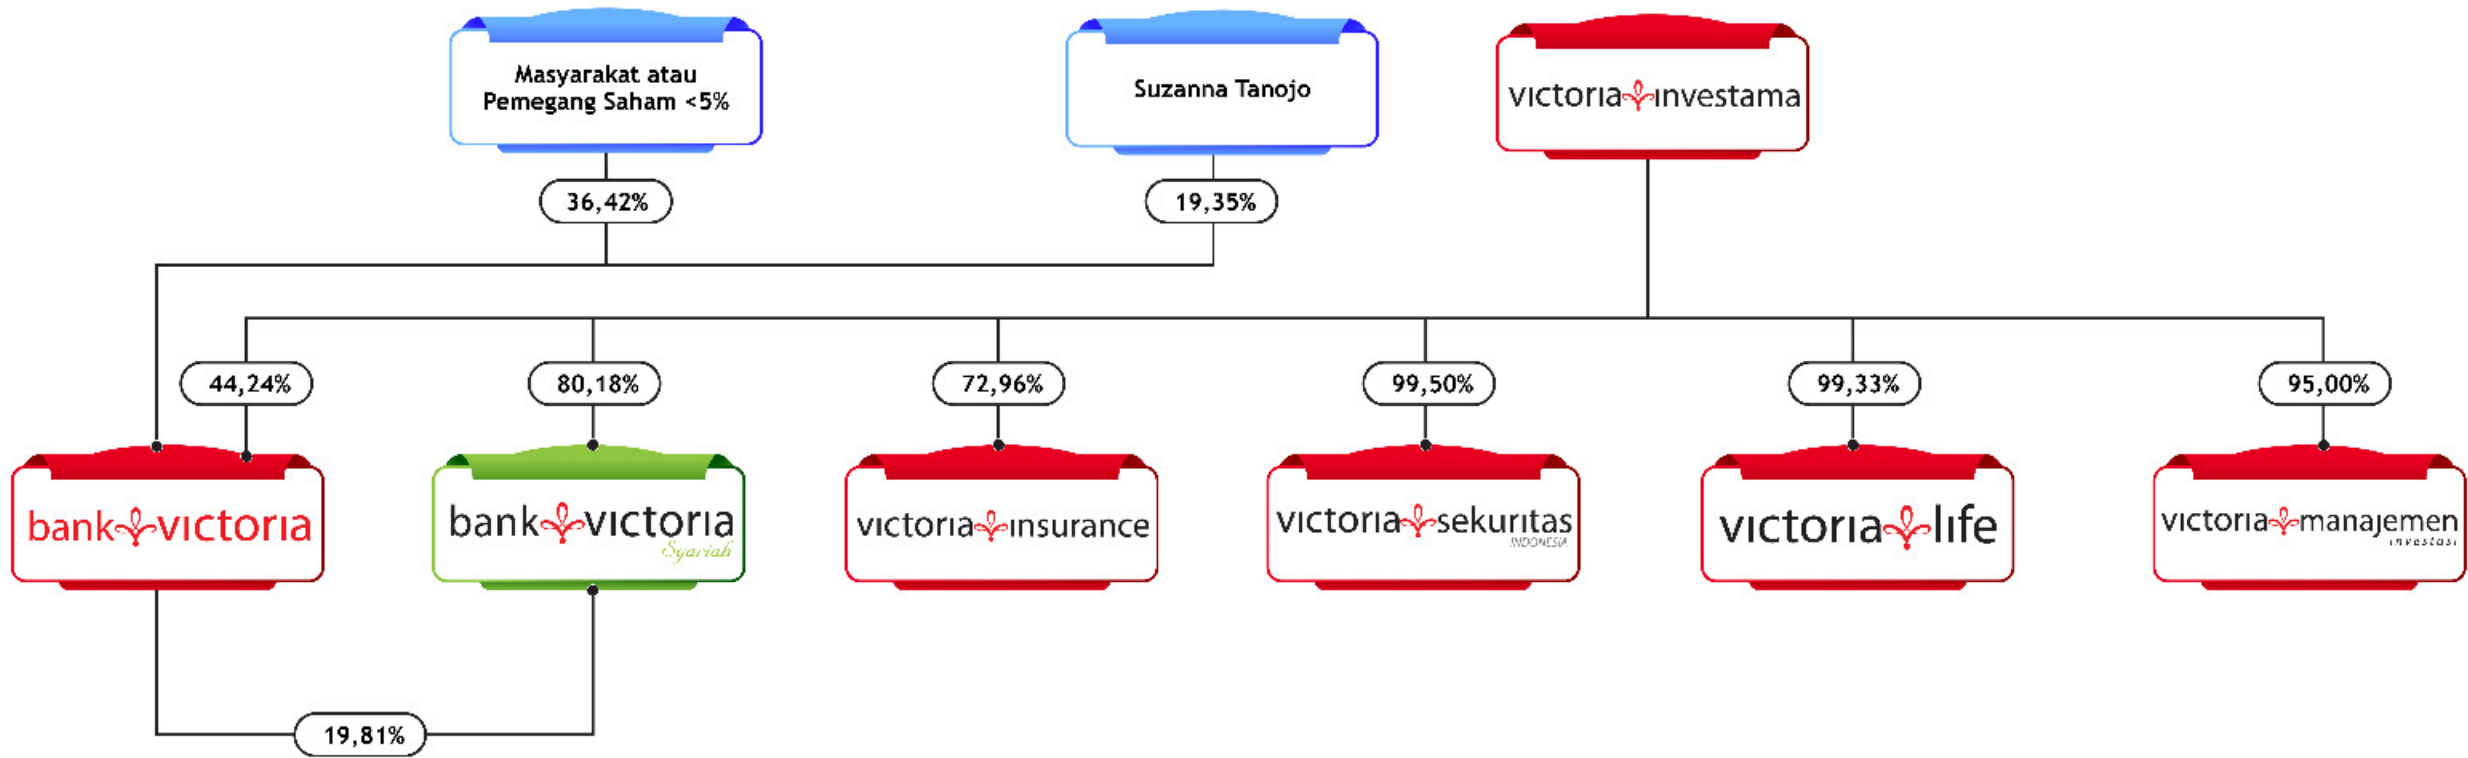 Masyarakat atau
Pemegang Saham <5%
Suzanna Tanojo
victoria investama
36,42%
19,35%
44,24%
80,18%
72,96%
99,50%
99,33%
95,00%
bank victoria
bank victoria
Syariah
victoria insurance
victoria sekuritas
INDONESIA
victoria life
victoria manajemen
investasi
19,81%